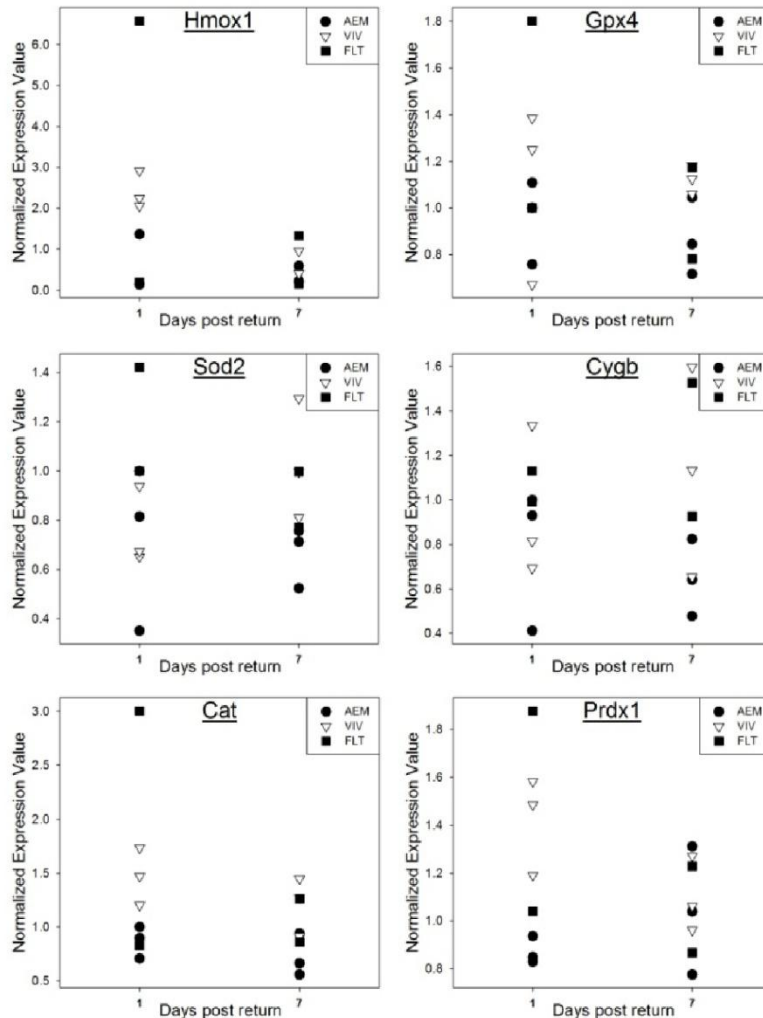 Hmox1
AEM
VIV
FLT
Normalized Expression Value
6.0
5.0
4.0
3.0
2.0
1.0
0.0
1
7
Days post return
Gpx4
AEM
VIV
FLT
Normalized Expression Value
1.8
1.6
1.4
1.2
1.0
0.8
1
7
Days post return
Sod2
AEM
VIV
FLT
Normalized Expression Value
1.4
1.2
1.0
0.8
0.6
0.4
1
7
Days post return
Cygb
AEM
VIV
FLT
Normalized Expression Value
1.6
1.4
1.2
1.0
0.8
0.6
0.4
1
7
Days post return
Cat
AEM
VIV
FLT
Normalized Expression Value
3.0
2.5
2.0
1.5
1.0
0.5
1
7
Days post return
Prdx1
AEM
VIV
FLT
Normalized Expression Value
1.8
1.6
1.4
1.2
1.0
0.8
1
7
Days post return